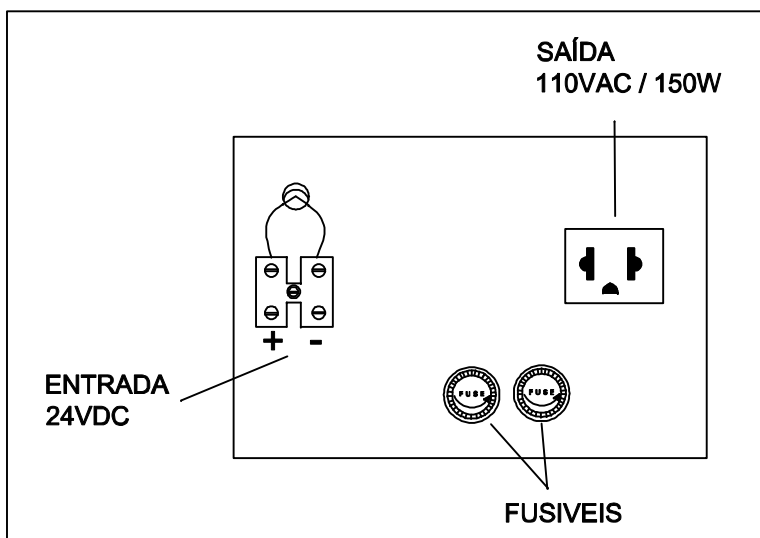 SAÍDA
110VAC / 150W
+ -
ENTRADA
24VDC
FUSE
FUSE
FUSIVEIS